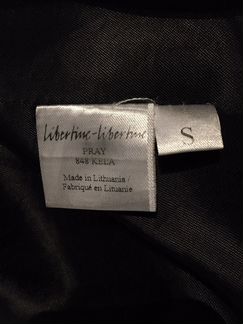 Libertine-Libertine
PRAY
848 KELA
Made in Lithuania /
Fabriqué en Lituanie
S